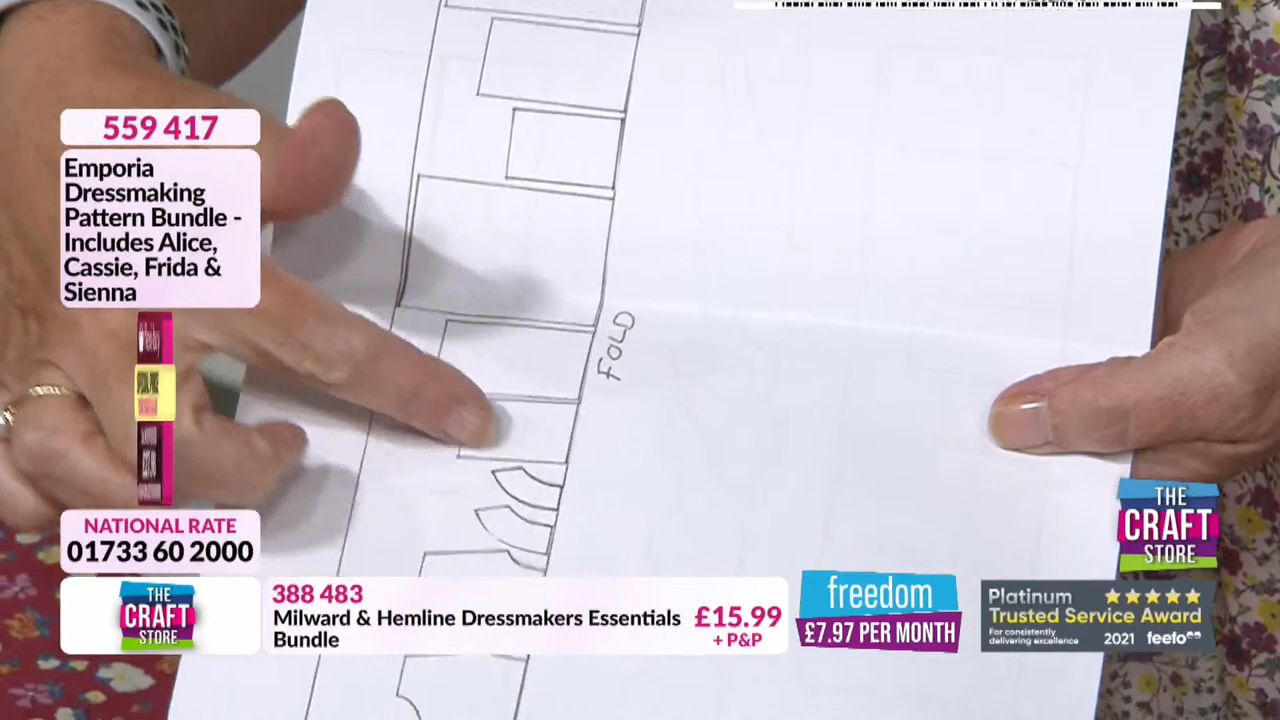 559 417
Emporia
Dressmaking
Pattern Bundle -
Includes Alice,
Cassie, Frida &
Sienna
FOLD
NATIONAL RATE
01733 60 2000
THE
CRAFT
STORE
388 483
Milward & Hemline Dressmakers Essentials
Bundle
£15.99
+ P&P
freedom
£7.97 PER MONTH
THE
CRAFT
STORE
Platinum
Trusted Service Award
For consistently
delivering excellence
2021 feefo